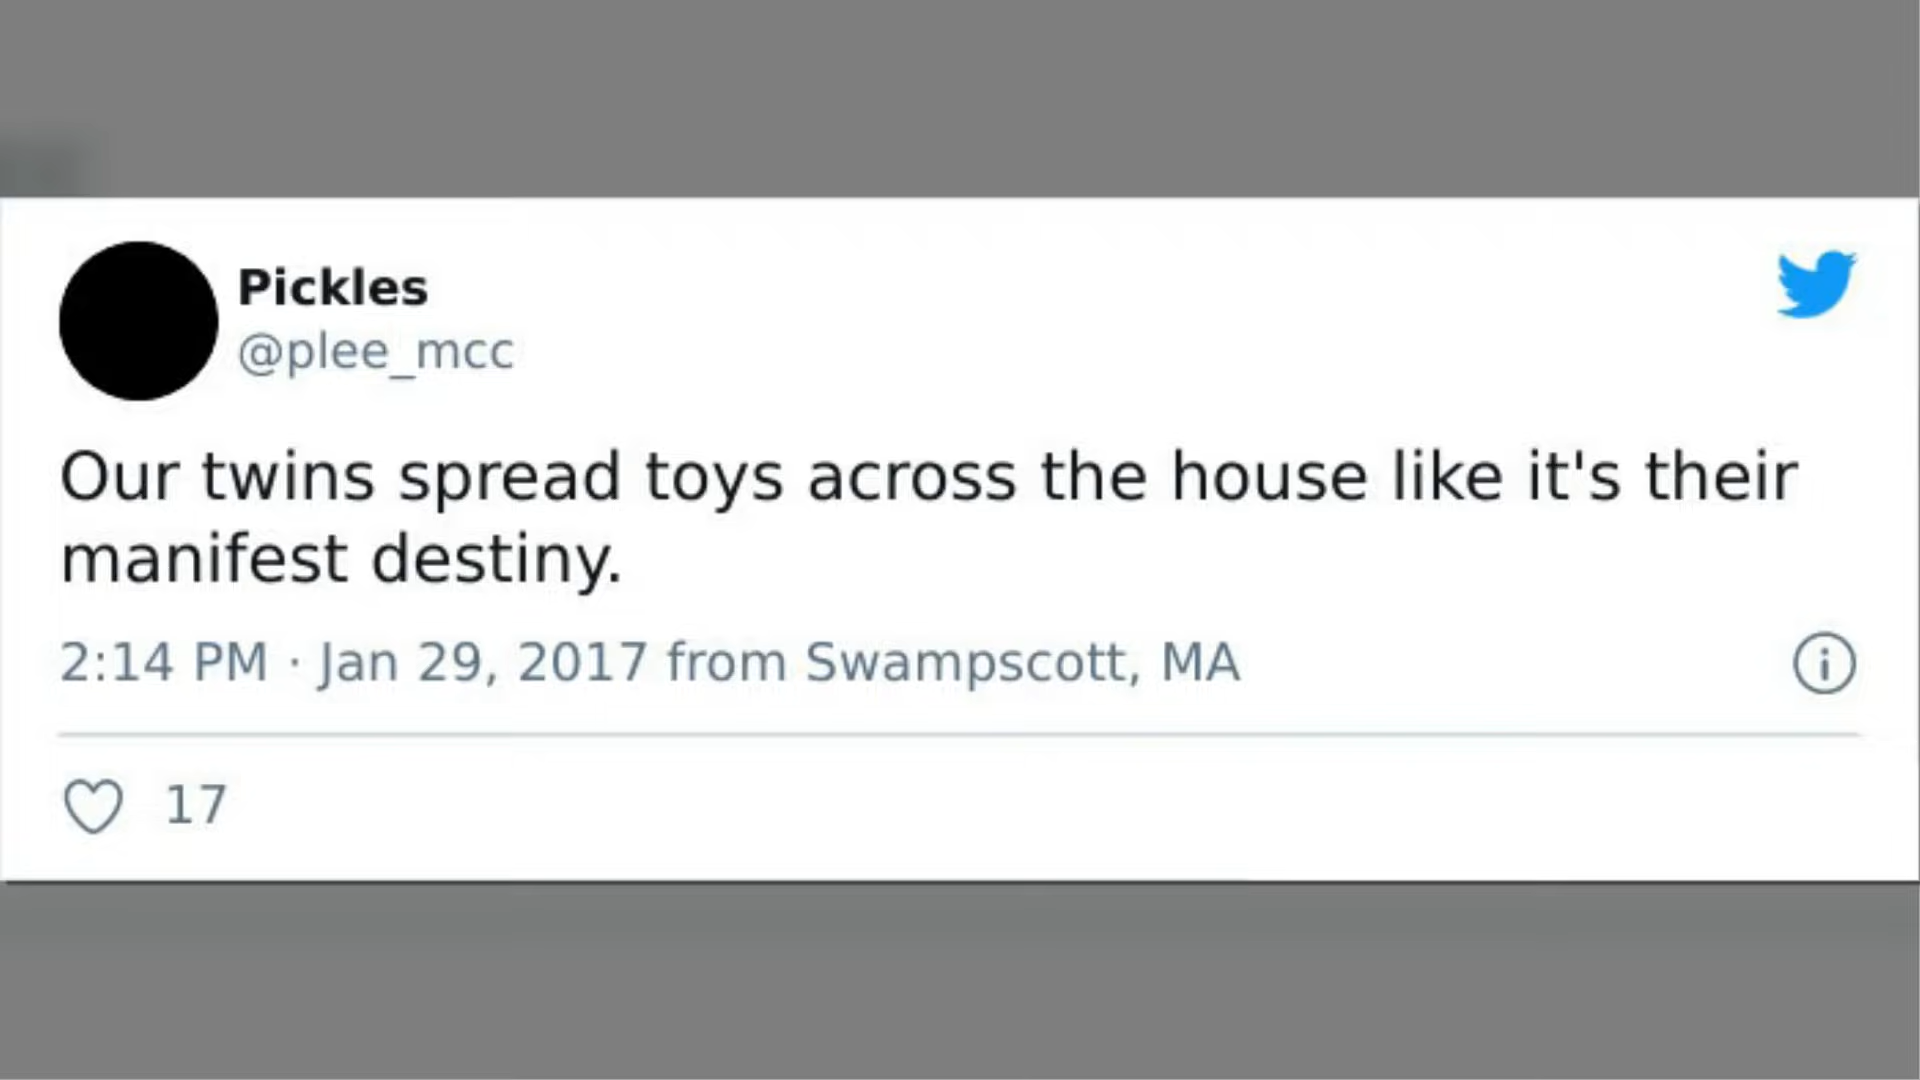 Pickles
@plee_mcc
Our twins spread toys across the house like it's their
manifest destiny.
2:14 PM · Jan 29, 2017 from Swampscott, MA
17